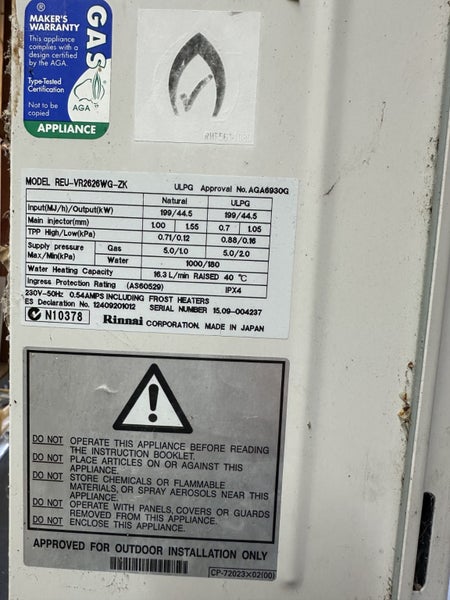 MAKER'S
WARRANTY
This appliance
complies with a
design certified
by the AGA.
Type-Tested
Certification
Not to be
copied
GAS
AGA
APPLIANCE
MODEL REU-VR2626WG-ZK ULPG Approval No. AGA6930G
Natural ULPG
Input(MJ/h)/Output(kW) 199/44.5 199/44.5
Main injector(mm) 1.00 1.55 0.7 1.05
TPP High/Low(kPa) 0.71/0.12 0.88/0.16
Supply pressure Gas 5.0/1.0 5.0/2.0
Max/Min(kPa) Water 1000/180
Water Heating Capacity 16.3 L/min RAISED 40 °C
Ingress Protection Rating (AS60529) IPX4
230V~50Hz 0.54AMPS INCLUDING FROST HEATERS
ES Declaration No. 12409201012 SERIAL NUMBER 15.09-004237
N10378 Rinnai CORPORATION. MADE IN JAPAN
DO NOT OPERATE THIS APPLIANCE BEFORE READING
THE INSTRUCTION BOOKLET.
DO NOT PLACE ARTICLES ON OR AGAINST THIS
APPLIANCE.
DO NOT STORE CHEMICALS OR FLAMMABLE
MATERIALS, OR SPRAY AEROSOLS NEAR THIS
APPLIANCE.
DO NOT OPERATE WITH PANELS, COVERS OR GUARDS
REMOVED FROM THIS APPLIANCE.
DO NOT ENCLOSE THIS APPLIANCE.
APPROVED FOR OUTDOOR INSTALLATION ONLY
CP-72023×02(00)